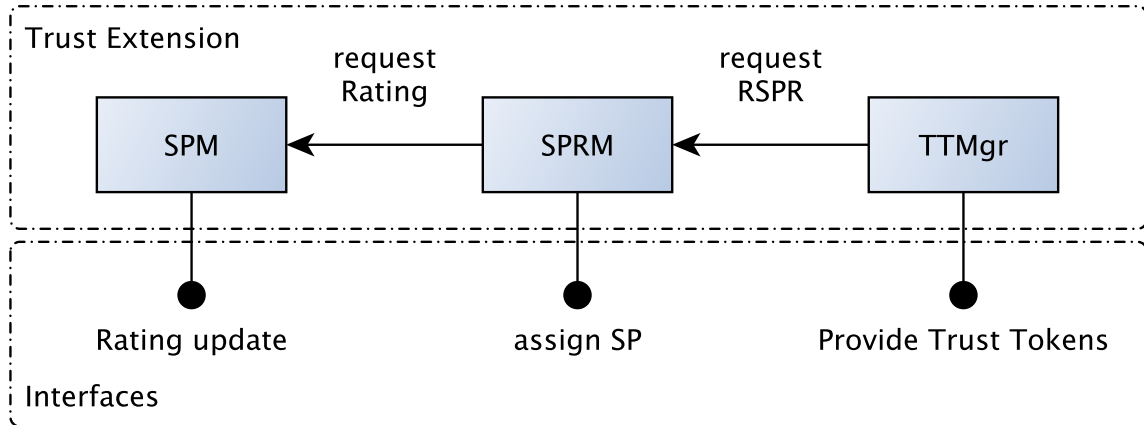 Trust Extension
request
Rating
request
RSPR
SPM
SPRM
TTMgr
Rating update
assign SP
Provide Trust Tokens
Interfaces